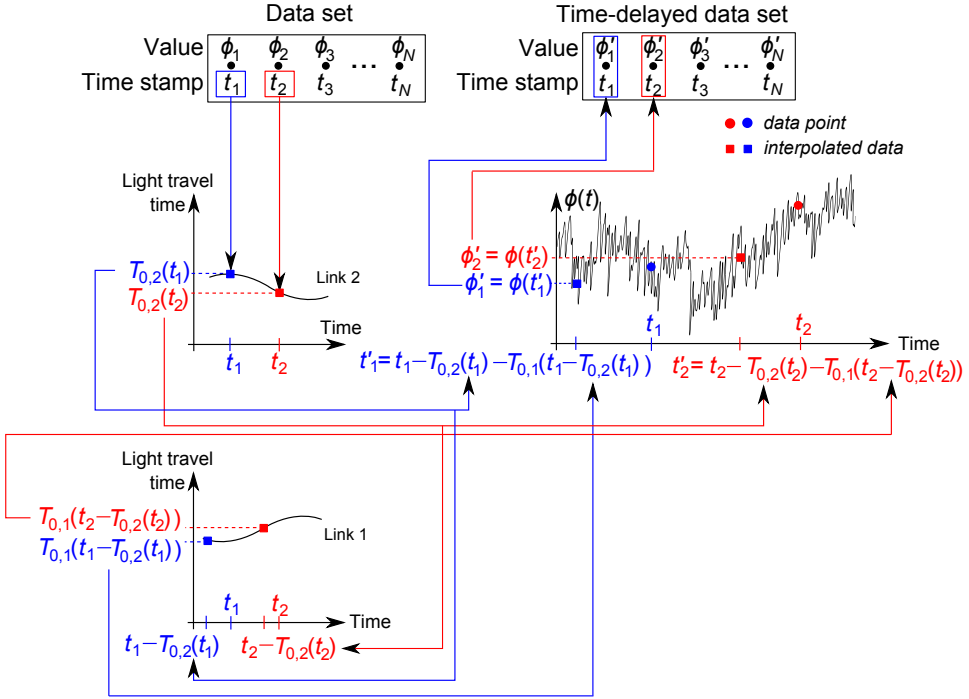 Data set
Value ϕ₁ ϕ₂ ϕ₃ ... ϕ_N
Time stamp t₁ t₂ t₃ t_N
Time-delayed data set
Value ϕ′₁ ϕ′₂ ϕ′₃ ... ϕ′_N
Time stamp t₁ t₂ t₃ t_N
data point
interpolated data
Light travel
time
T₀,₂(t₁)
T₀,₂(t₂)
Link 2
Time
t₁ t₂
ϕ(t)
ϕ′₂ = ϕ(t′₂)
ϕ′₁ = ϕ(t′₁)
t₁
t₂
Time
t′₁= t₁−T₀,₂(t₁)−T₀,₁(t₁−T₀,₂(t₁))
t′₂= t₂−T₀,₂(t₂)−T₀,₁(t₂−T₀,₂(t₂))
Light travel
time
T₀,₁(t₂−T₀,₂(t₂))
T₀,₁(t₁−T₀,₂(t₁))
Link 1
t₁ t₂
Time
t₁−T₀,₂(t₁)
t₂−T₀,₂(t₂)